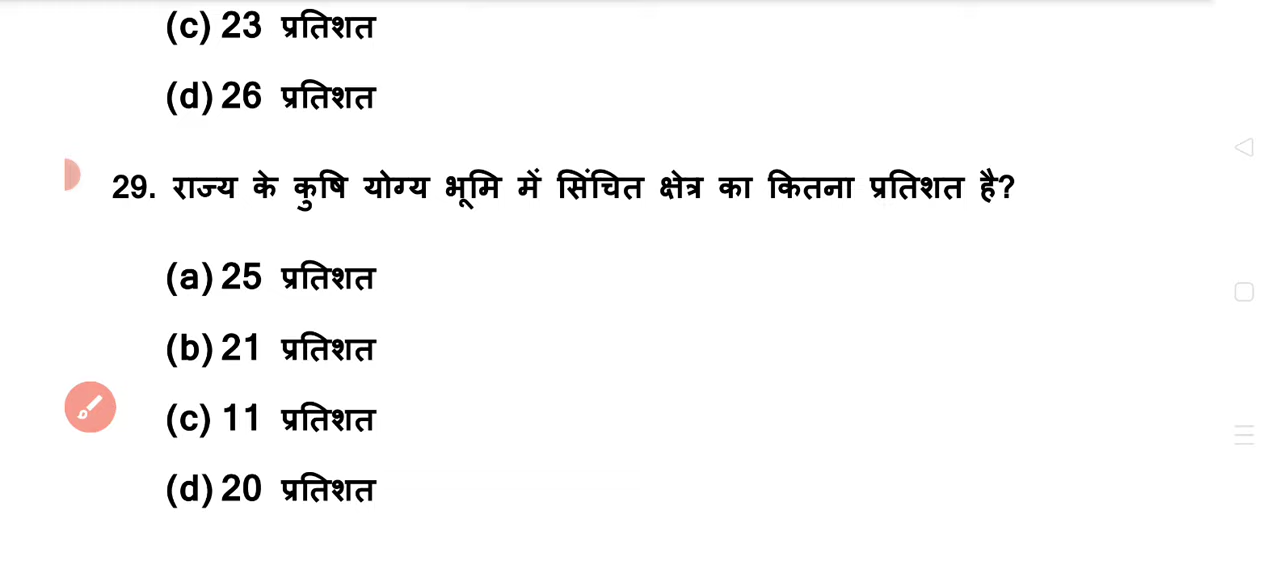 (c) 23 प्रतिशत
(d) 26 प्रतिशत
29. राज्य के कुषि योग्य भूमि में सिंचित क्षेत्र का कितना प्रतिशत है?
(a) 25 प्रतिशत
(b) 21 प्रतिशत
(c) 11 प्रतिशत
(d) 20 प्रतिशत